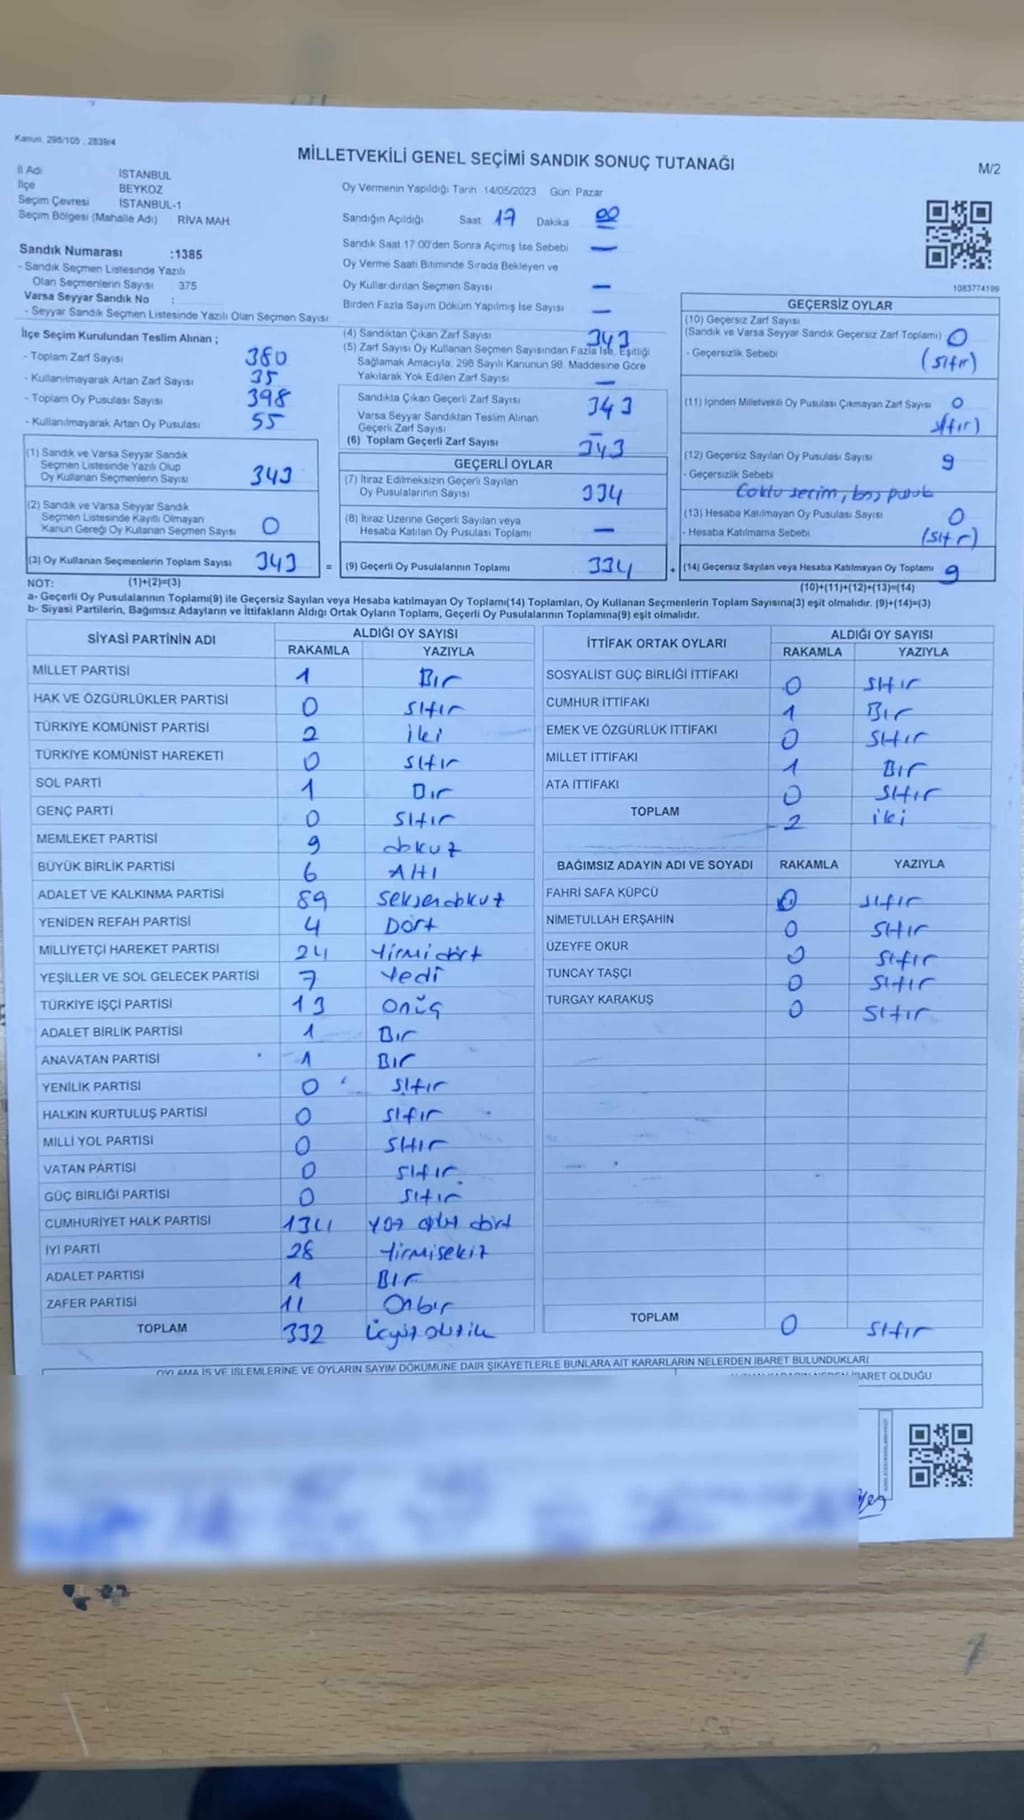 Kanun: 298/105 , 2839/4
MİLLETVEKİLİ GENEL SEÇİMİ SANDIK SONUÇ TUTANAĞI
M/2
İl Adı İSTANBUL
İlçe BEYKOZ
Seçim Çevresi İSTANBUL-1
Seçim Bölgesi (Mahalle Adı) RİVA MAH
Oy Vermenin Yapıldığı Tarih :14/05/2023 Gün: Pazar
Sandığın Açıldığı Saat 17 Dakika 00
Sandık Saat 17:00'den Sonra Açımış İse Sebebi —
Oy Verme Saati Bitiminde Sırada Bekleyen ve
Oy Kullandırılan Seçmen Sayısı —
Birden Fazla Sayım Döküm Yapılmış İse Sayısı —
Sandık Numarası :1385
- Sandık Seçmen Listesinde Yazılı
Olan Seçmenlerin Sayısı : 375
Varsa Seyyar Sandık No :
- Seyyar Sandık Seçmen Listesinde Yazılı Olan Seçmen Sayısı
1083774199
İlçe Seçim Kurulundan Teslim Alınan ;
- Toplam Zarf Sayısı 380
- Kullanılmayarak Artan Zarf Sayısı 35
- Toplam Oy Pusulası Sayısı 398
- Kullanılmayarak Artan Oy Pusulası 55
(1) Sandık ve Varsa Seyyar Sandık
Seçmen Listesinde Yazılı Olup
Oy Kullanan Seçmenlerin Sayısı 343
(2) Sandık ve Varsa Seyyar Sandık
Seçmen Listesinde Kayıtlı Olmayan
Kanun Gereği Oy Kullanan Seçmen Sayısı 0
(3) Oy Kullanan Seçmenlerin Toplam Sayısı 343 =
(4) Sandıktan Çıkan Zarf Sayısı 343
(5) Zarf Sayısı Oy Kullanan Seçmen Sayısından Fazla İse, Eşitliği
Sağlamak Amacıyla, 298 Sayılı Kanunun 98. Maddesine Göre
Yakılarak Yok Edilen Zarf Sayısı —
Sandıkta Çıkan Geçerli Zarf Sayısı 343
Varsa Seyyar Sandıktan Teslim Alınan
Geçerli Zarf Sayısı —
(6) Toplam Geçerli Zarf Sayısı 343
GEÇERLİ OYLAR
(7) İtiraz Edilmeksizin Geçerli Sayılan
Oy Pusulalarının Sayısı 334
(8) İtiraz Üzerine Geçerli Sayılan veya
Hesaba Katılan Oy Pusulası Toplamı —
(9) Geçerli Oy Pusulalarının Toplamı 334 +
GEÇERSİZ OYLAR
(10) Geçersiz Zarf Sayısı
(Sandık ve Varsa Seyyar Sandık Geçersiz Zarf Toplamı) 0
- Geçersizlik Sebebi (sıfır)
(11) İçinden Milletvekili Oy Pusulası Çıkmayan Zarf Sayısı 0
sıfır)
(12) Geçersiz Sayılan Oy Pusulası Sayısı 9
- Geçersizlik Sebebi
Çoklu seçim, boş pusula
(13) Hesaba Katılmayan Oy Pusulası Sayısı 0
- Hesaba Katılmama Sebebi (sıfır)
(14) Geçersiz Sayılan veya Hesaba Katılmayan Oy Toplamı 9
NOT: (1)+(2)=(3)
(10)+(11)+(12)+(13)=(14)
a- Geçerli Oy Pusulalarının Toplamı(9) ile Geçersiz Sayılan veya Hesaba katılmayan Oy Toplamı(14) Toplamları, Oy Kullanan Seçmenlerin Toplam Sayısına(3) eşit olmalıdır. (9)+(14)=(3)
b- Siyasi Partilerin, Bağımsız Adayların ve İttifakların Aldığı Ortak Oyların Toplamı, Geçerli Oy Pusulalarının Toplamına(9) eşit olmalıdır.
SİYASİ PARTİNİN ADI
ALDIĞI OY SAYISI
RAKAMLA YAZIYLA
MİLLET PARTİSİ 1 Bir
HAK VE ÖZGÜRLÜKLER PARTİSİ 0 sıfır
TÜRKİYE KOMÜNİST PARTİSİ 2 iki
TÜRKİYE KOMÜNİST HAREKETİ 0 sıfır
SOL PARTİ 1 Bir
GENÇ PARTİ 0 sıfır
MEMLEKET PARTİSİ 9 dokuz
BÜYÜK BİRLİK PARTİSİ 6 Altı
ADALET VE KALKINMA PARTİSİ 89 seksendokuz
YENİDEN REFAH PARTİSİ 4 Dört
MİLLİYETÇİ HAREKET PARTİSİ 24 Yirmidört
YEŞİLLER VE SOL GELECEK PARTİSİ 7 Yedi
TÜRKİYE İŞÇİ PARTİSİ 13 Onüç
ADALET BİRLİK PARTİSİ 1 Bir
ANAVATAN PARTİSİ 1 Bir
YENİLİK PARTİSİ 0 sıfır
HALKIN KURTULUŞ PARTİSİ 0 sıfır
MİLLİ YOL PARTİSİ 0 sıfır
VATAN PARTİSİ 0 sıfır
GÜÇ BİRLİĞİ PARTİSİ 0 sıfır
CUMHURİYET HALK PARTİSİ 134 yüz dört
İYİ PARTİ 28 Yirmisekiz
ADALET PARTİSİ 1 Bir
ZAFER PARTİSİ 11 Onbir
TOPLAM 332 Üçyüzotuziki
İTTİFAK ORTAK OYLARI
ALDIĞI OY SAYISI
RAKAMLA YAZIYLA
SOSYALİST GÜÇ BİRLİĞİ İTTİFAKI 0 sıfır
CUMHUR İTTİFAKI 1 Bir
EMEK VE ÖZGÜRLÜK İTTİFAKI 0 sıfır
MİLLET İTTİFAKI 1 Bir
ATA İTTİFAKI 0 sıfır
TOPLAM 2 iki
BAĞIMSIZ ADAYIN ADI VE SOYADI RAKAMLA YAZIYLA
FAHRİ SAFA KÜPCÜ 0 sıfır
NİMETULLAH ERŞAHİN 0 sıfır
ÜZEYFE OKUR 0 sıfır
TUNCAY TAŞÇI 0 sıfır
TURGAY KARAKUŞ 0 sıfır
TOPLAM 0 sıfır
OYLAMA İŞ VE İŞLEMLERİNE VE OYLARIN SAYIM DÖKÜMÜNE DAİR ŞİKAYETLERLE BUNLARA AİT KARARLARIN NELERDEN İBARET BULUNDUKLARI
İBARET OLDUĞU